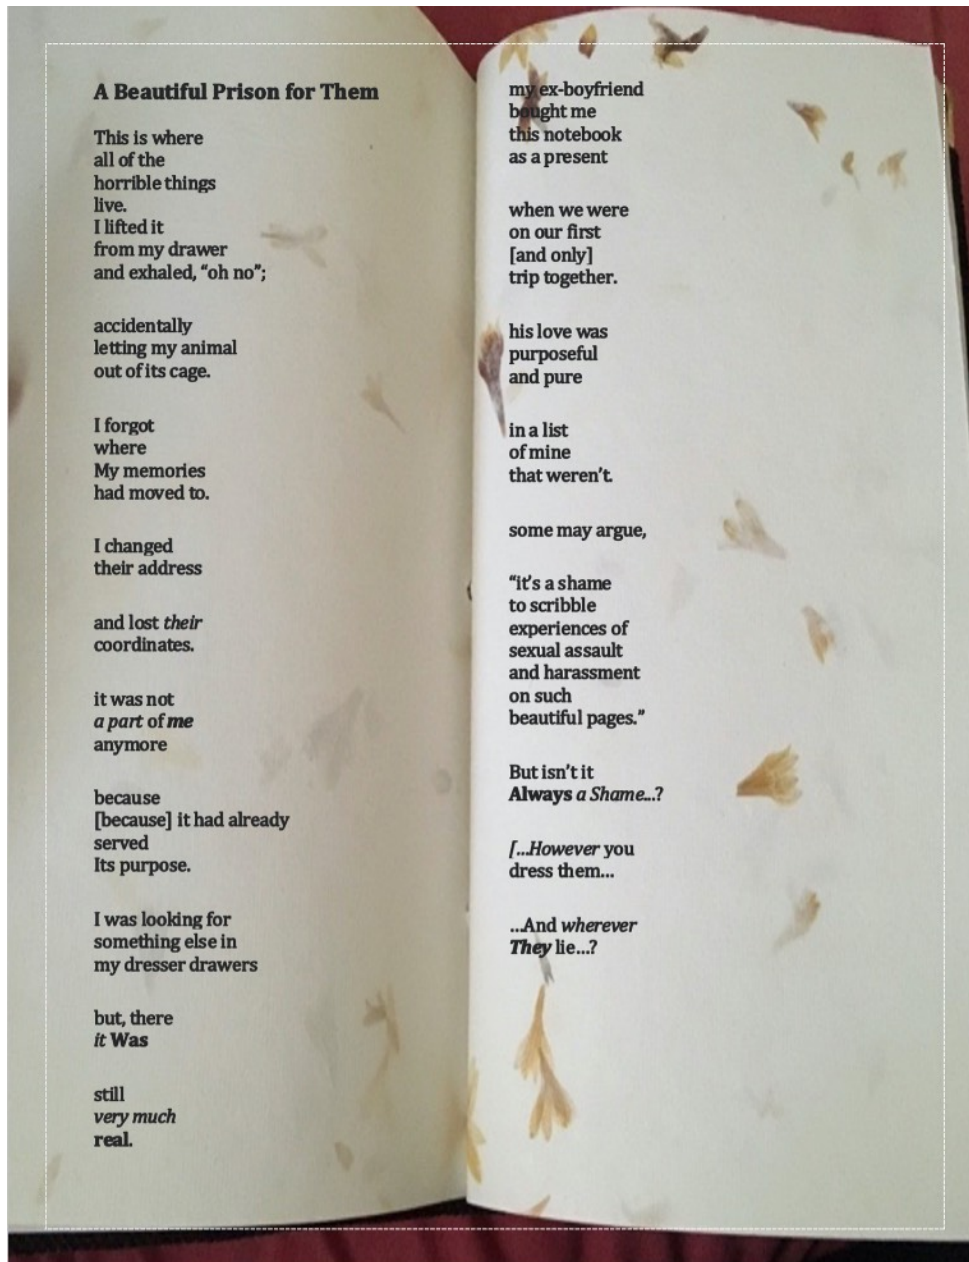 A Beautiful Prison for Them
This is where
all of the
horrible things
live.
I lifted it
from my drawer
and exhaled, “oh no”;
accidentally
letting my animal
out of its cage.
I forgot
where
My memories
had moved to.
I changed
their address
and lost their
coordinates.
it was not
a part of me
anymore
because
[because] it had already
served
Its purpose.
I was looking for
something else in
my dresser drawers
but, there
it Was
still
very much
real.
my ex-boyfriend
bought me
this notebook
as a present
when we were
on our first
[and only]
trip together.
his love was
purposeful
and pure
in a list
of mine
that weren’t.
some may argue,
“it’s a shame
to scribble
experiences of
sexual assault
and harassment
on such
beautiful pages.”
But isn’t it
Always a Shame...?
[...However you
dress them...
...And wherever
They lie...?